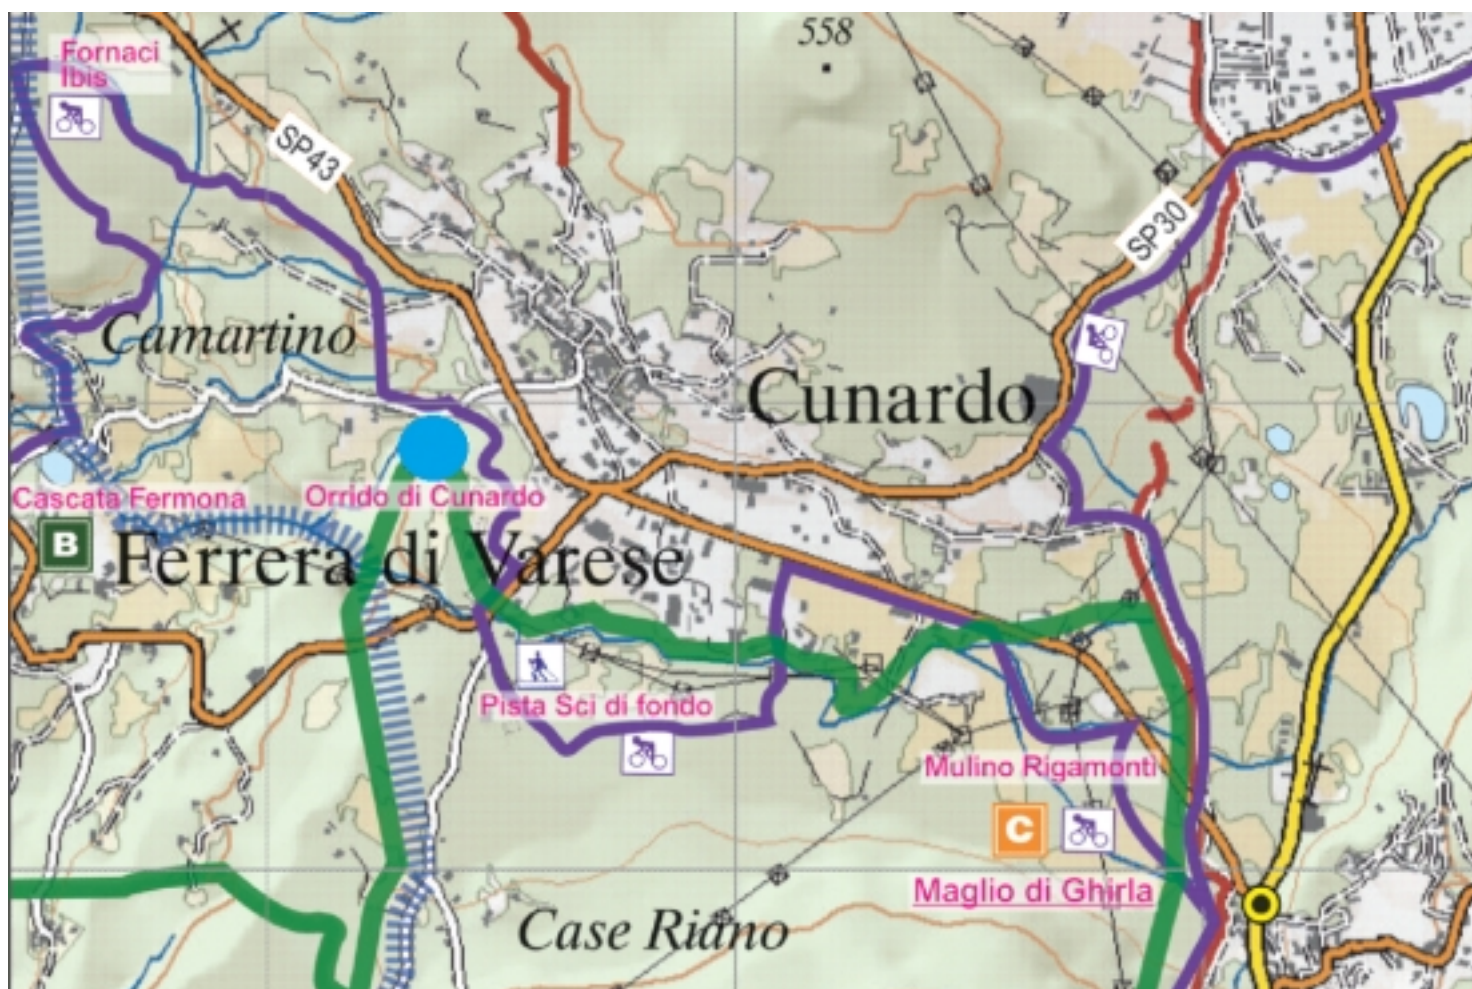 558
Fornaci
Ibis
SP43
SP30
Camartino
Cunardo
Cascata Fermona
Orrido di Cunardo
B
Ferrera di Varese
Pista Sci di fondo
Mulino Rigamonti
C
Maglio di Ghirla
Case Riano